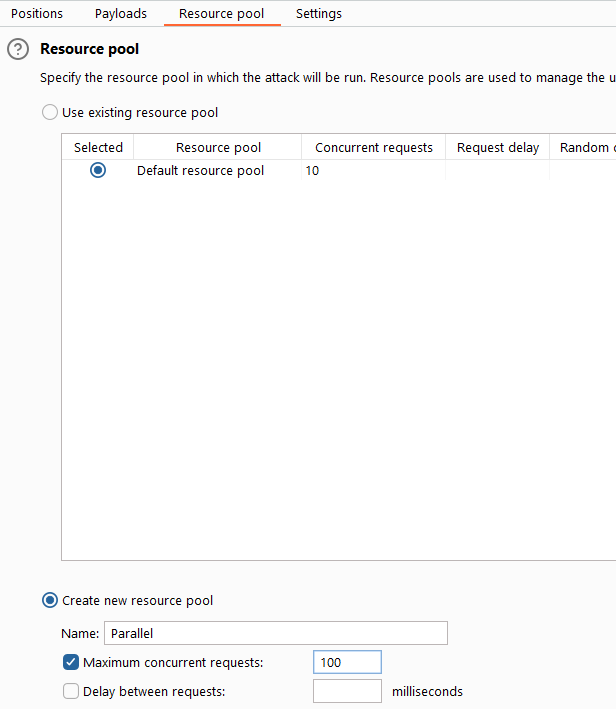 Positions Payloads Resource pool Settings
? Resource pool
Specify the resource pool in which the attack will be run. Resource pools are used to manage the u
Use existing resource pool
Selected Resource pool Concurrent requests Request delay Random
Default resource pool 10
Create new resource pool
Name: Parallel
Maximum concurrent requests: 100
Delay between requests: milliseconds